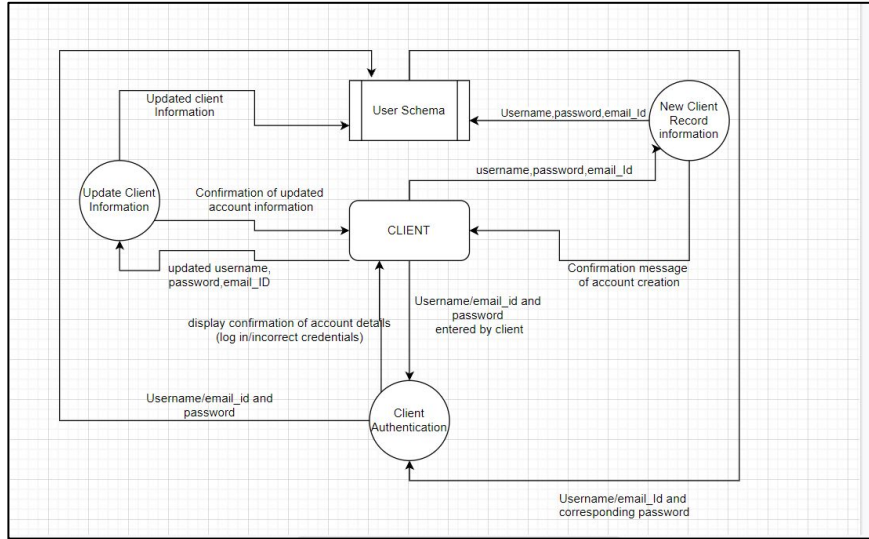 Updated client
Information
User Schema
Username,password,email_Id
New Client
Record
information
username,password,email_Id
Update Client
Information
Confirmation of updated
account information
CLIENT
updated username,
password,email_ID
Confirmation message
of account creation
Username/email_id and
password
entered by client
display confirmation of account details
(log in/incorrect credentials)
Username/email_id and
password
Client
Authentication
Username/email_Id and
corresponding password